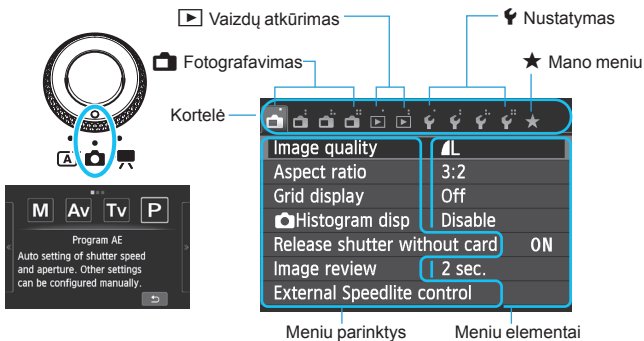 Vaizdų atkūrimas
Nustatymas
Fotografavimas
Mano meniu
Kortelė
A
Image quality L
Aspect ratio 3:2
Grid display Off
Histogram disp Disable
Release shutter without card ON
Image review 2 sec.
External Speedlite control
M Av Tv P
Program AE
Auto setting of shutter speed
and aperture. Other settings
can be configured manually.
Meniu parinktys
Meniu elementai